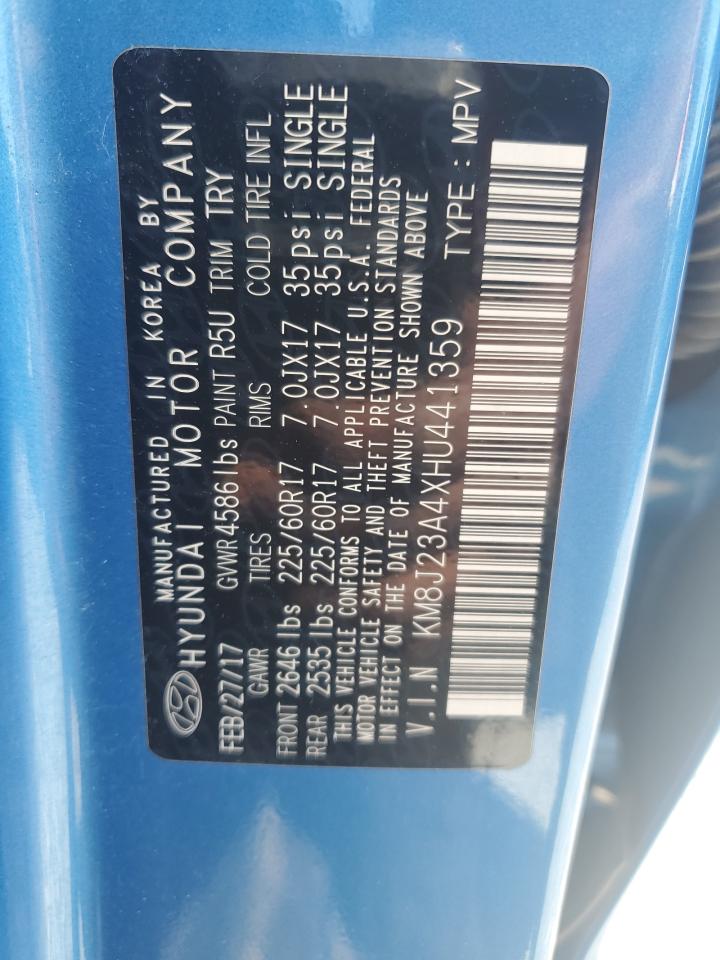 MANUFACTURED IN KOREA BY
HYUNDAI MOTOR COMPANY
FEB/27/17 GVWR 4586 lbs PAINT R5U TRIM TRY
GAWR TIRES RIMS COLD TIRE INFL
FRONT 2646 lbs 225/60R17 7.0JX17 35psi SINGLE
REAR 2535 lbs 225/60R17 7.0JX17 35psi SINGLE
THIS VEHICLE CONFORMS TO ALL APPLICABLE U.S.A. FEDERAL
MOTOR VEHICLE SAFETY AND THEFT PREVENTION STANDARDS
IN EFFECT ON THE DATE OF MANUFACTURE SHOWN ABOVE
V.I.N KM8J23A4XHU441359 TYPE : MPV